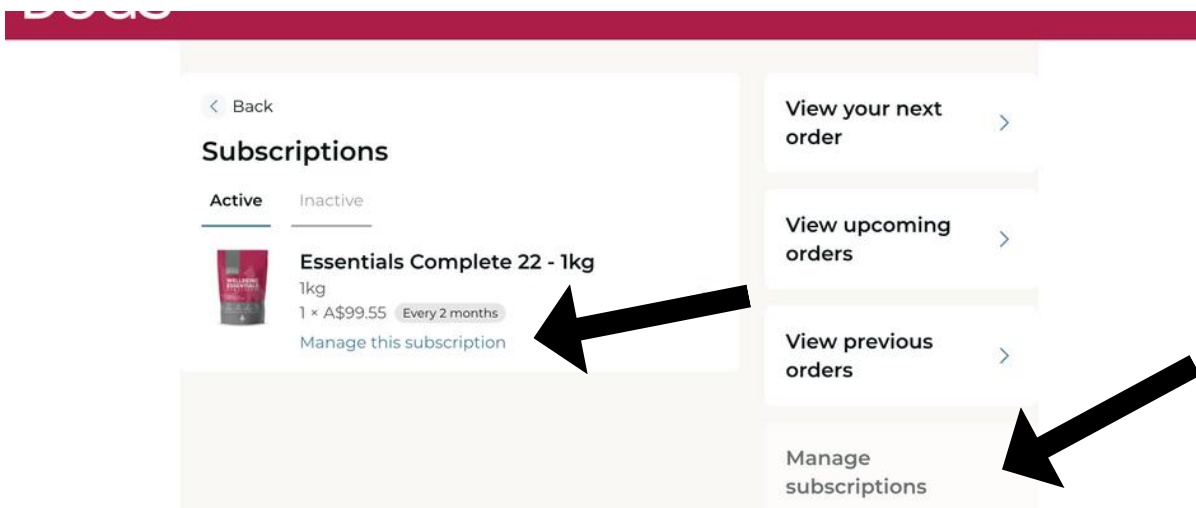 Back
Subscriptions
Active
Inactive
Essentials Complete 22 - 1kg
1kg
1 × A$99.55 Every 2 months
Manage this subscription
View your next
order
View upcoming
orders
View previous
orders
Manage
subscriptions